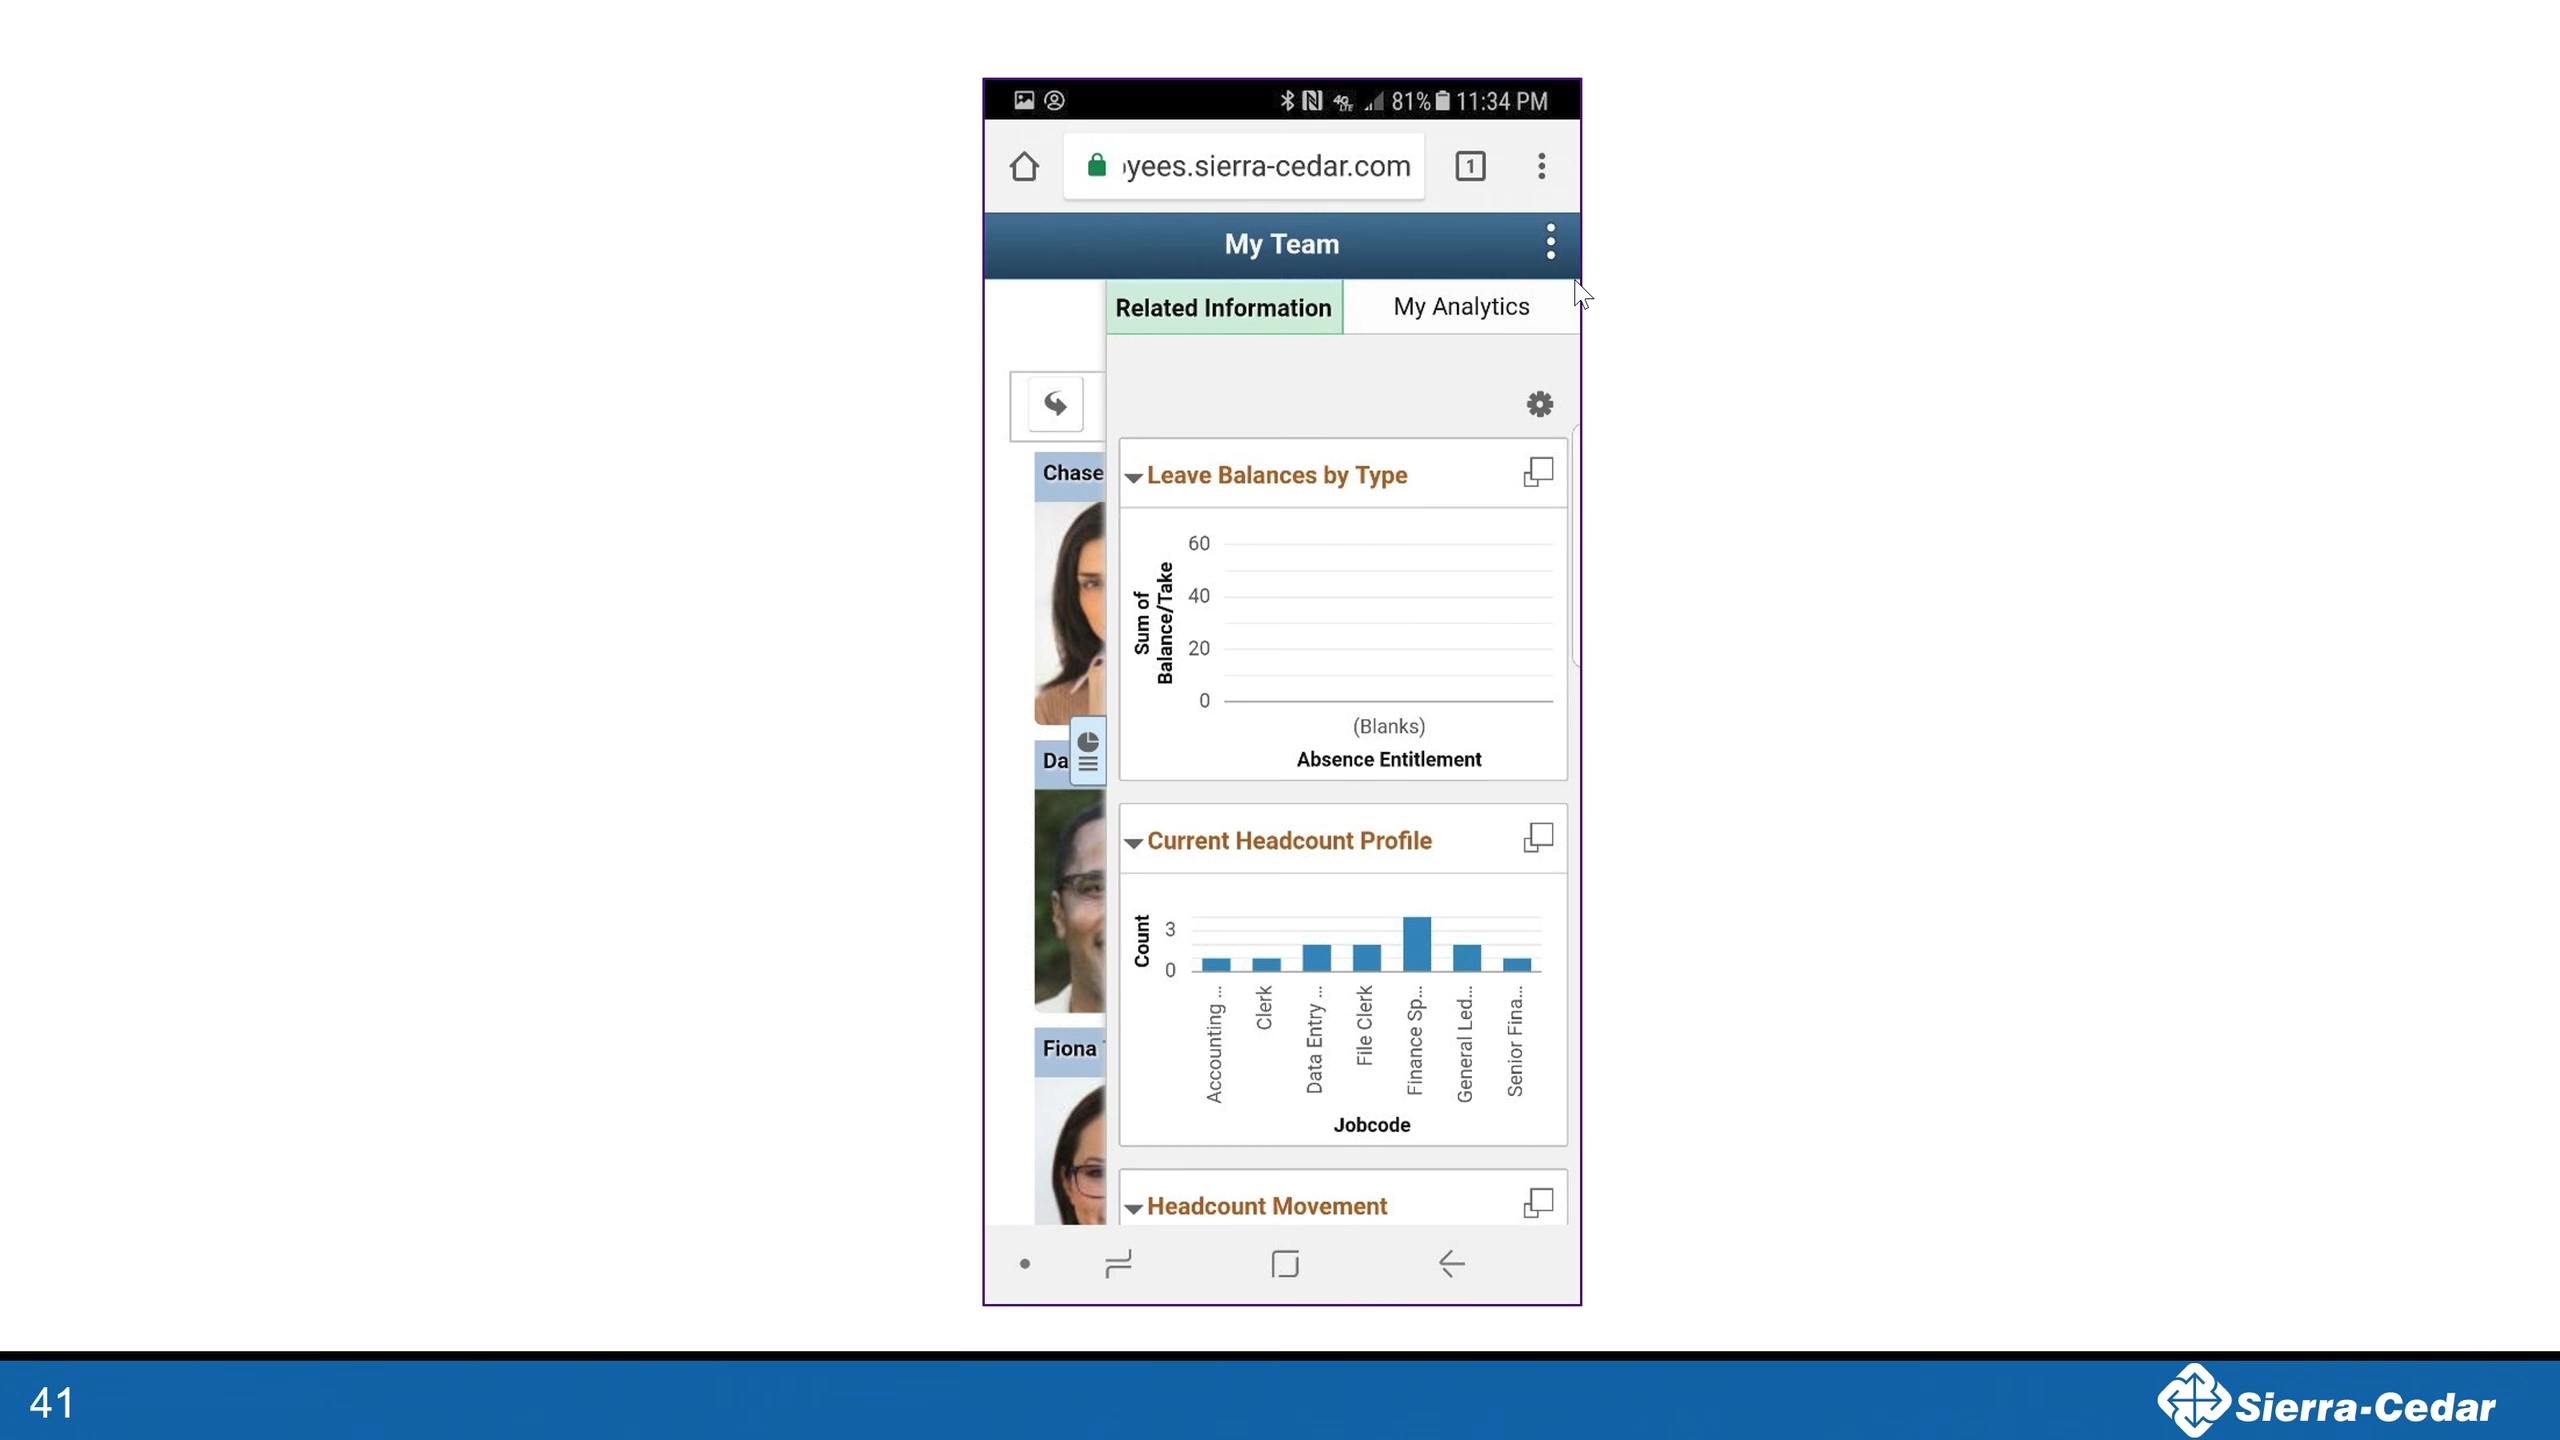 81% 11:34 PM
yees.sierra-cedar.com 1
My Team
Related Information My Analytics
Chase
Da
Fiona
Leave Balances by Type
60
40
20
0
Sum of
Balance/Take
(Blanks)
Absence Entitlement
Current Headcount Profile
Count
3
0
Accounting ...
Clerk
Data Entry ...
File Clerk
Finance Sp...
General Led...
Senior Fina...
Jobcode
Headcount Movement
41
Sierra-Cedar